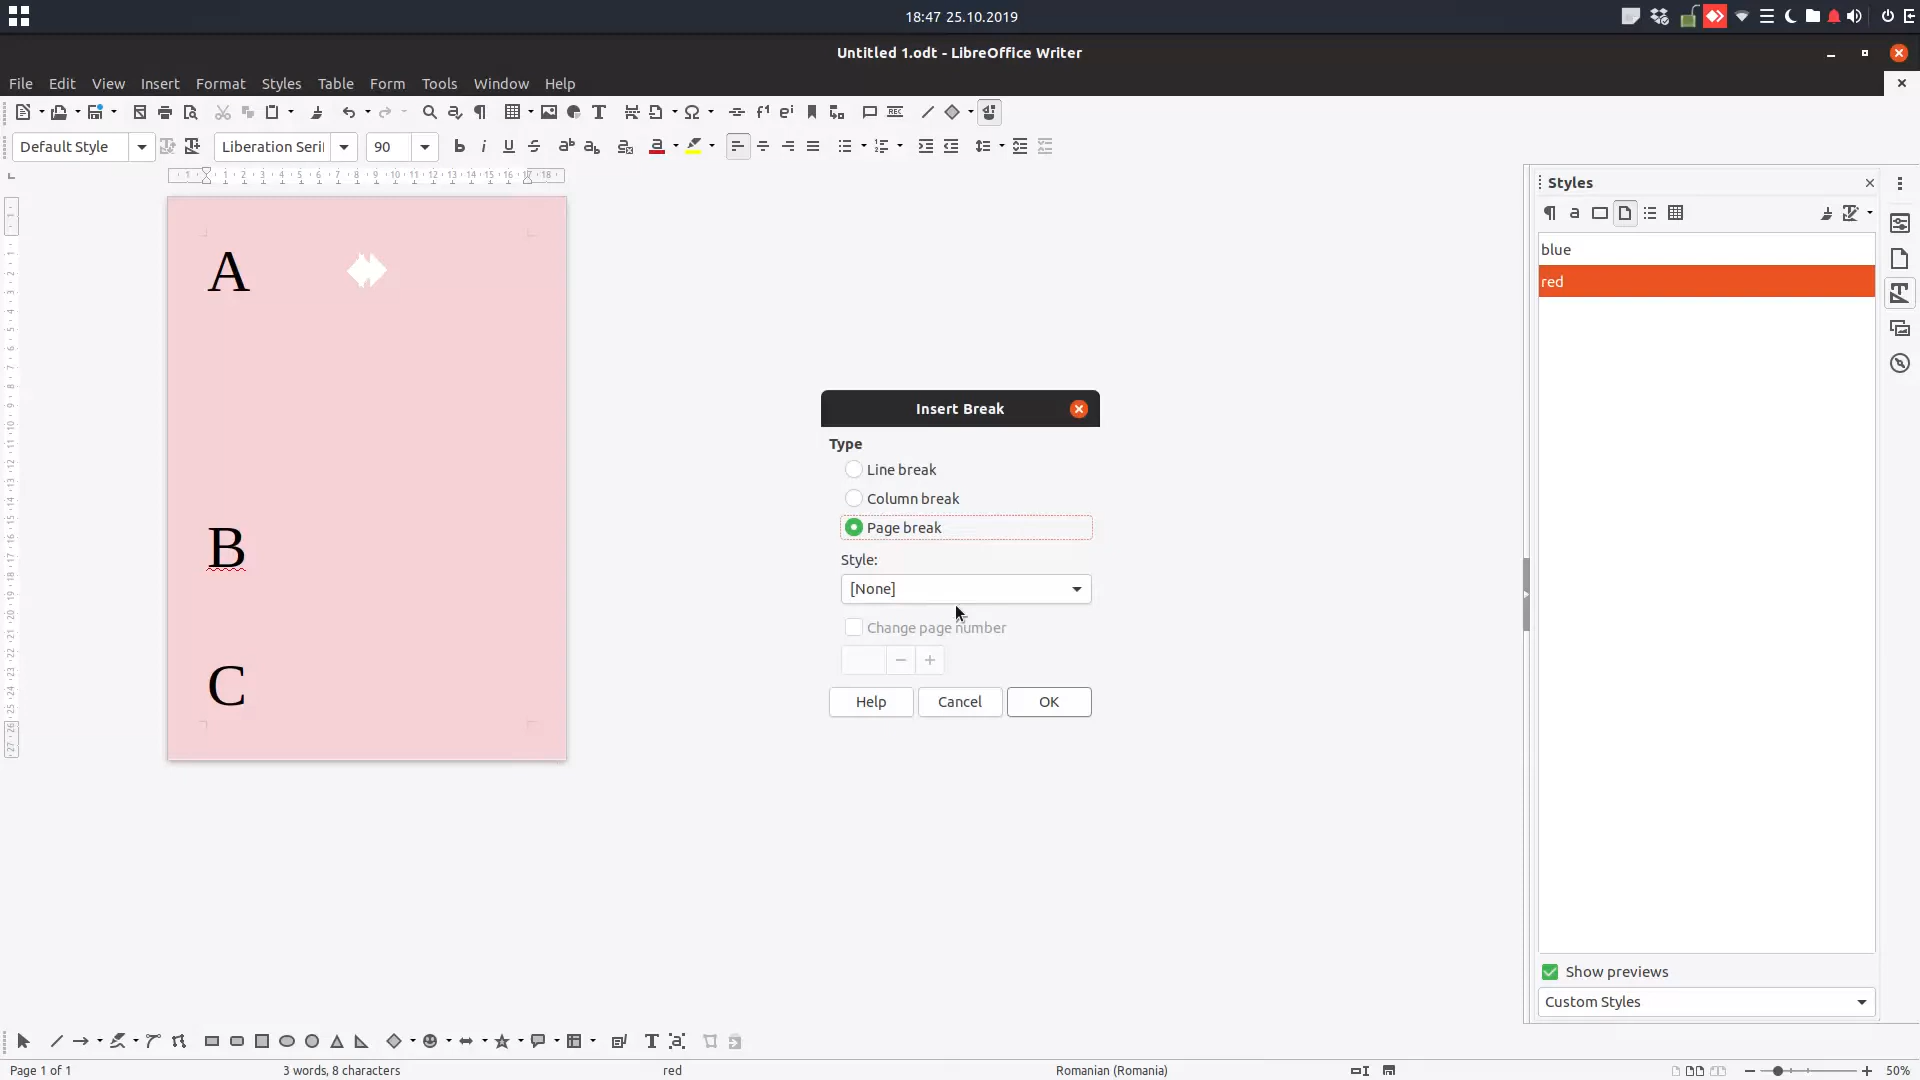 18:47 25.10.2019
Untitled 1.odt - LibreOffice Writer
File Edit View Insert Format Styles Table Form Tools Window Help
Default Style
Liberation Seri
90
Styles
blue
red
A
B
C
Insert Break
Type
Line break
Column break
Page break
Style:
[None]
Change page number
Help Cancel OK
Show previews
Custom Styles
Page 1 of 1
3 words, 8 characters
red
Romanian (Romania)
50%